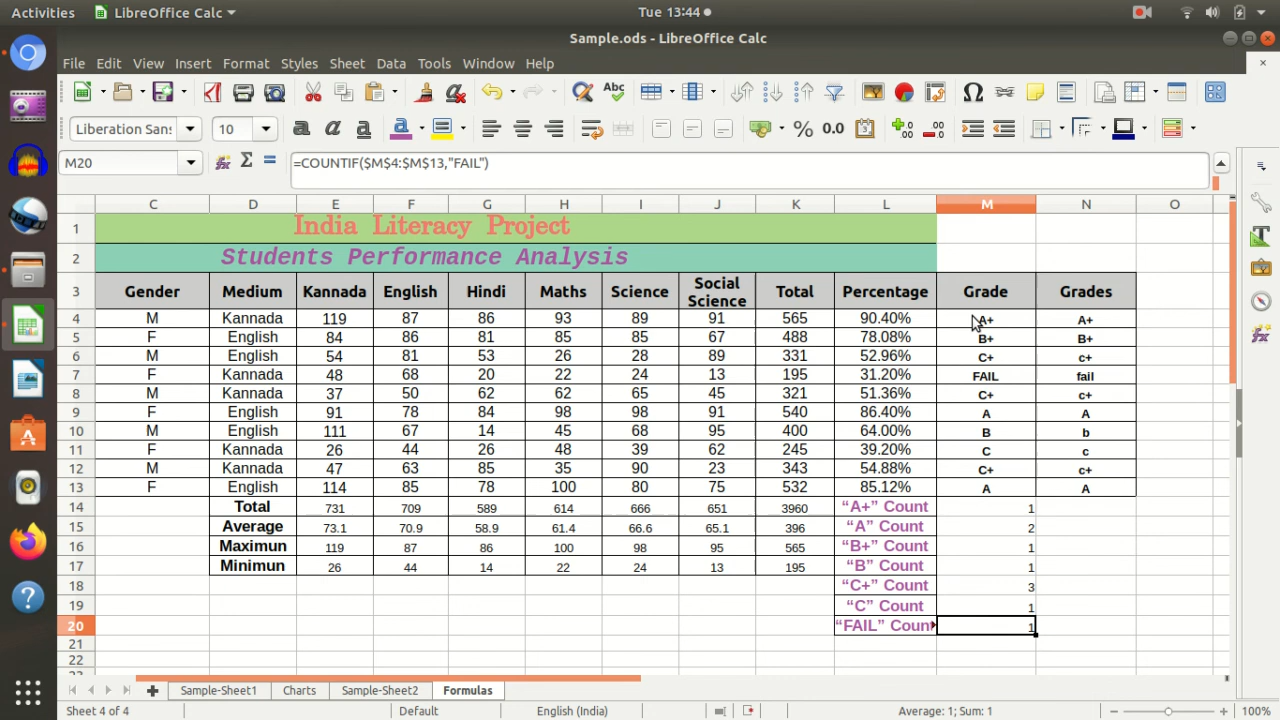 Activities LibreOffice Calc Tue 13:44
Sample.ods - LibreOffice Calc
File Edit View Insert Format Styles Sheet Data Tools Window Help
Liberation Sans 10
M20 =COUNTIF($M$4:$M$13,"FAIL")
C D E F G H I J K L M N O
1 India Literacy Project
2 Students Performance Analysis
3 Gender Medium Kannada English Hindi Maths Science Social Science Total Percentage Grade Grades
4 M Kannada 119 87 86 93 89 91 565 90.40% A+ A+
5 F English 84 86 81 85 85 67 488 78.08% B+ B+
6 M English 54 81 53 26 28 89 331 52.96% C+ c+
7 F Kannada 48 68 20 22 24 13 195 31.20% FAIL fail
8 M Kannada 37 50 62 62 65 45 321 51.36% C+ c+
9 F English 91 78 84 98 98 91 540 86.40% A A
10 M English 111 67 14 45 68 95 400 64.00% B b
11 F Kannada 26 44 26 48 39 62 245 39.20% C c
12 M Kannada 47 63 85 35 90 23 343 54.88% C+ c+
13 F English 114 85 78 100 80 75 532 85.12% A A
14 Total 731 709 589 614 666 651 3960 “A+” Count 1
15 Average 73.1 70.9 58.9 61.4 66.6 65.1 396 “A” Count 2
16 Maximun 119 87 86 100 98 95 565 “B+” Count 1
17 Minimun 26 44 14 22 24 13 195 “B” Count 1
18 “C+” Count 3
19 “C” Count 1
20 “FAIL” Count 1
21
22
Sample-Sheet1 Charts Sample-Sheet2 Formulas
Sheet 4 of 4 Default English (India) Average: 1; Sum: 1 100%